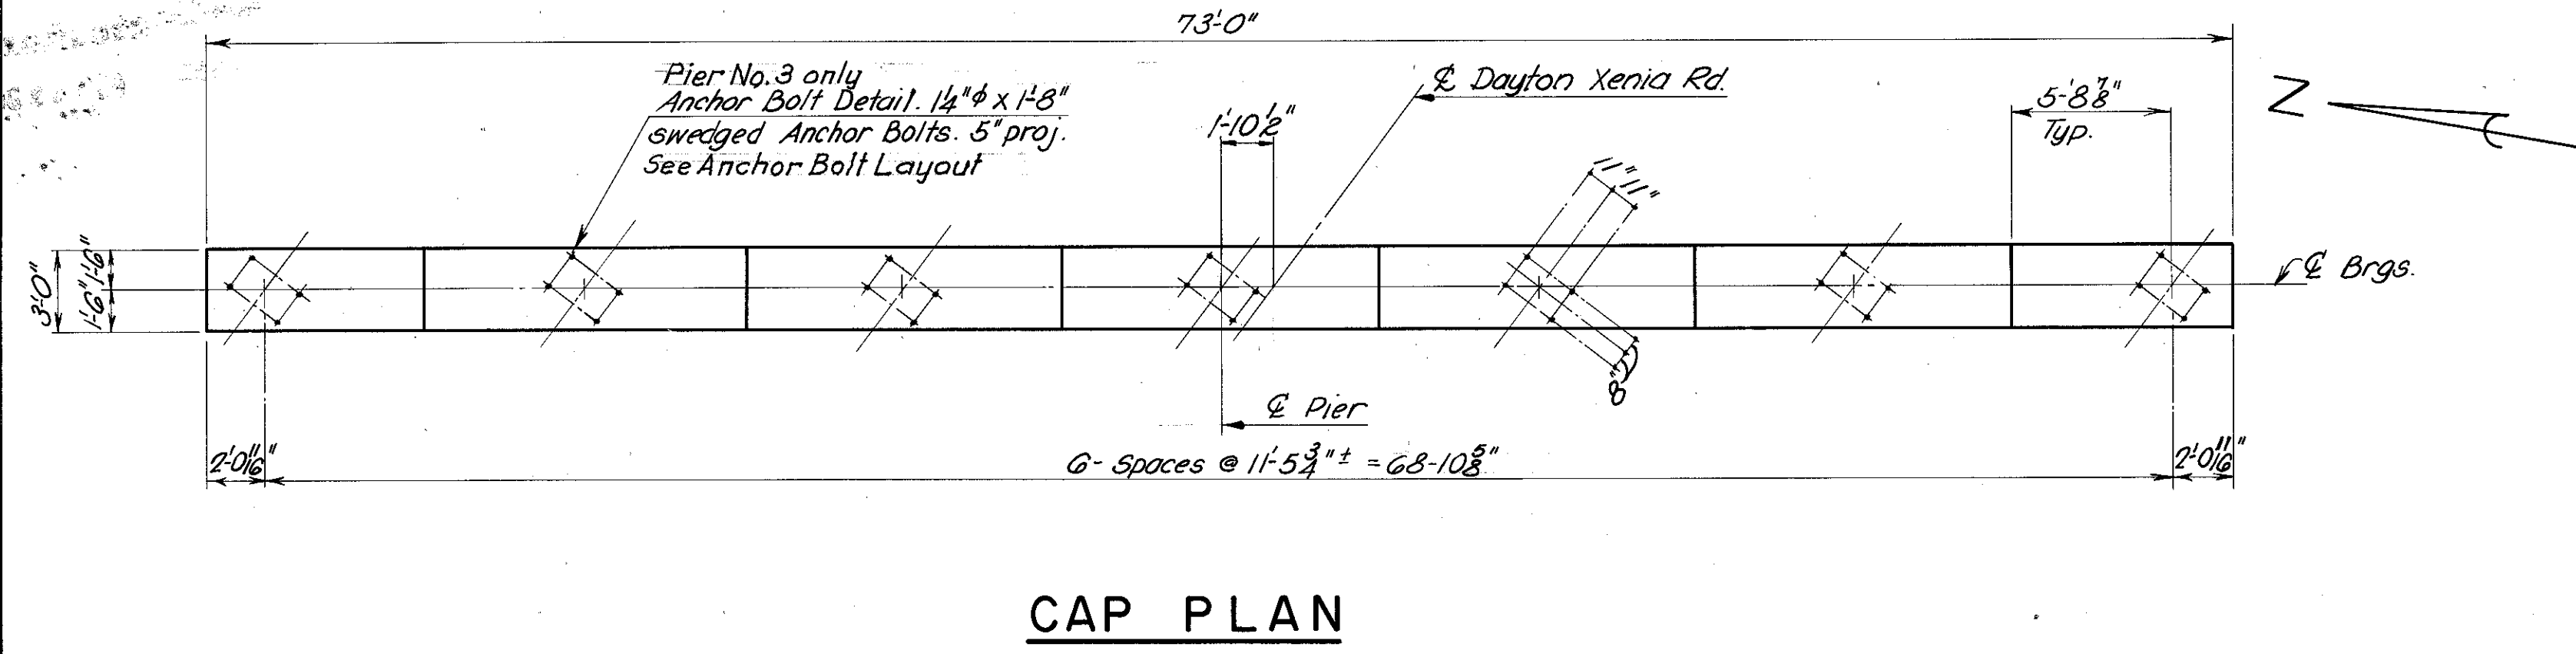 73'-0"
Pier No. 3 only
Anchor Bolt Detail. 1¼"ϕ x 1'-8"
swedged Anchor Bolts. 5" proj.
See Anchor Bolt Layout
1'-10½"
℄ Dayton Xenia Rd.
5'-8⅞"
Typ.
Z
11"
11"
3'-0"
1'-6"
1'-6"
℄ Brgs.
8"
℄ Pier
2'-0 11/16"
6- Spaces @ 11'-5¾"± = 68'-10⅝"
2'-0 11/16"
CAP PLAN